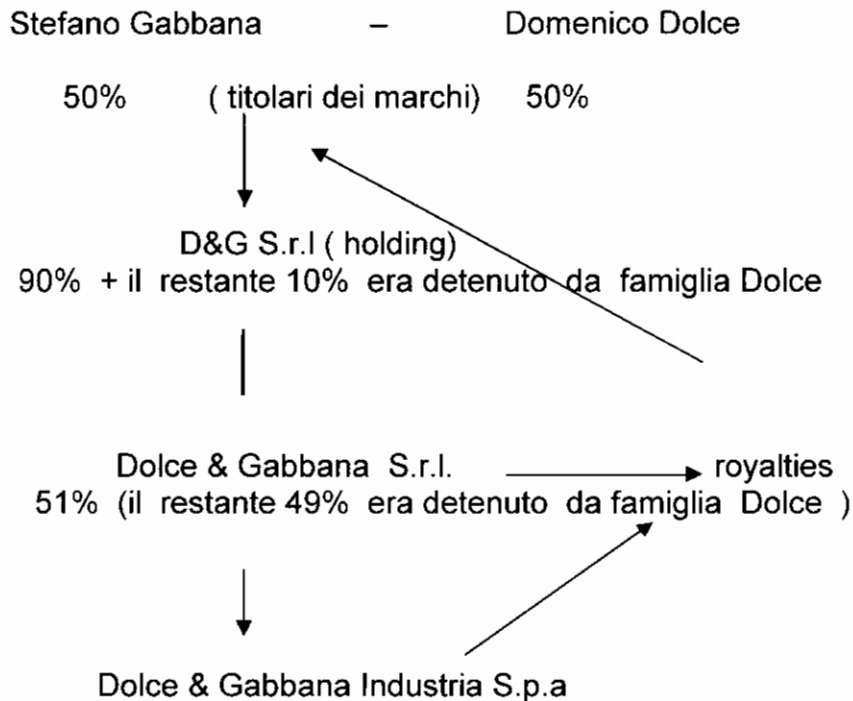 Stefano Gabbana – Domenico Dolce
50% ( titolari dei marchi) 50%
D&G S.r.l ( holding)
90% + il restante 10% era detenuto da famiglia Dolce
Dolce & Gabbana S.r.l. royalties
51% (il restante 49% era detenuto da famiglia Dolce )
Dolce & Gabbana Industria S.p.a